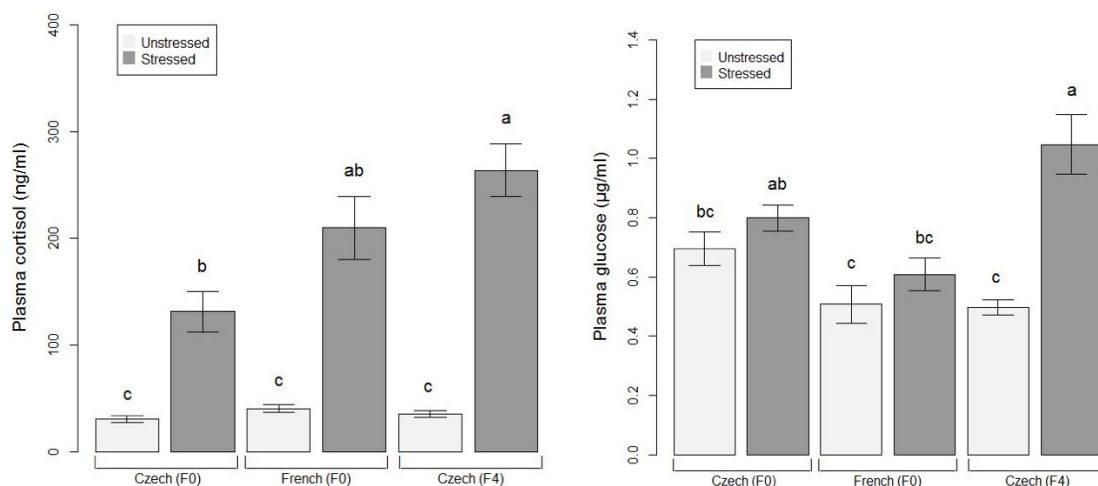 400
300
200
100
0
Plasma cortisol (ng/ml)
Unstressed
Stressed
c
b
c
ab
c
a
Czech (F0)
French (F0)
Czech (F4)
1.4
1.2
1.0
0.8
0.6
0.4
0.2
0.0
Plasma glucose (µg/ml)
Unstressed
Stressed
bc
ab
c
bc
c
a
Czech (F0)
French (F0)
Czech (F4)